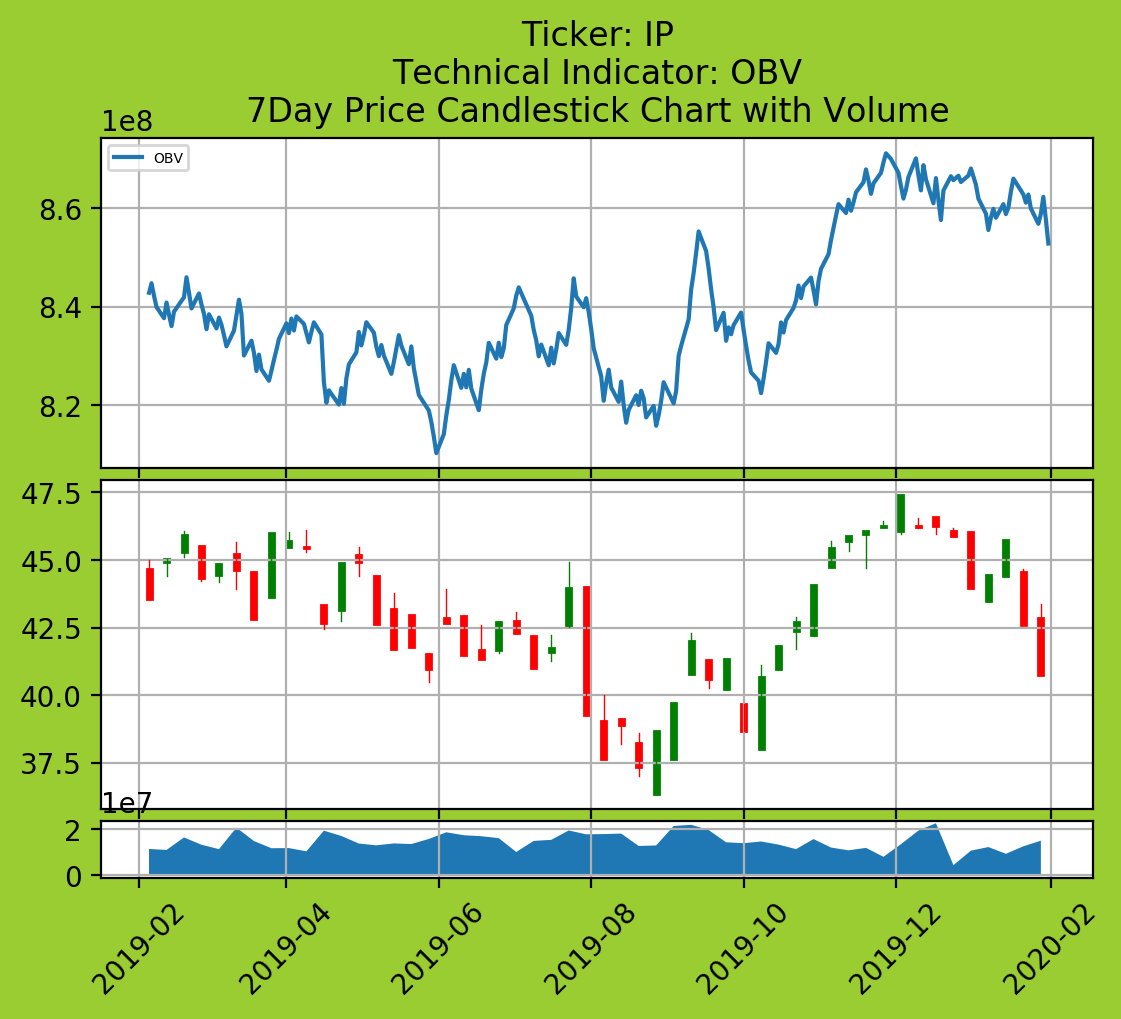 Ticker: IP
Technical Indicator: OBV
7Day Price Candlestick Chart with Volume
1e8
OBV
8.6
8.4
8.2
47.5
45.0
42.5
40.0
37.5
1e7
2
0
2019-02
2019-04
2019-06
2019-08
2019-10
2019-12
2020-02